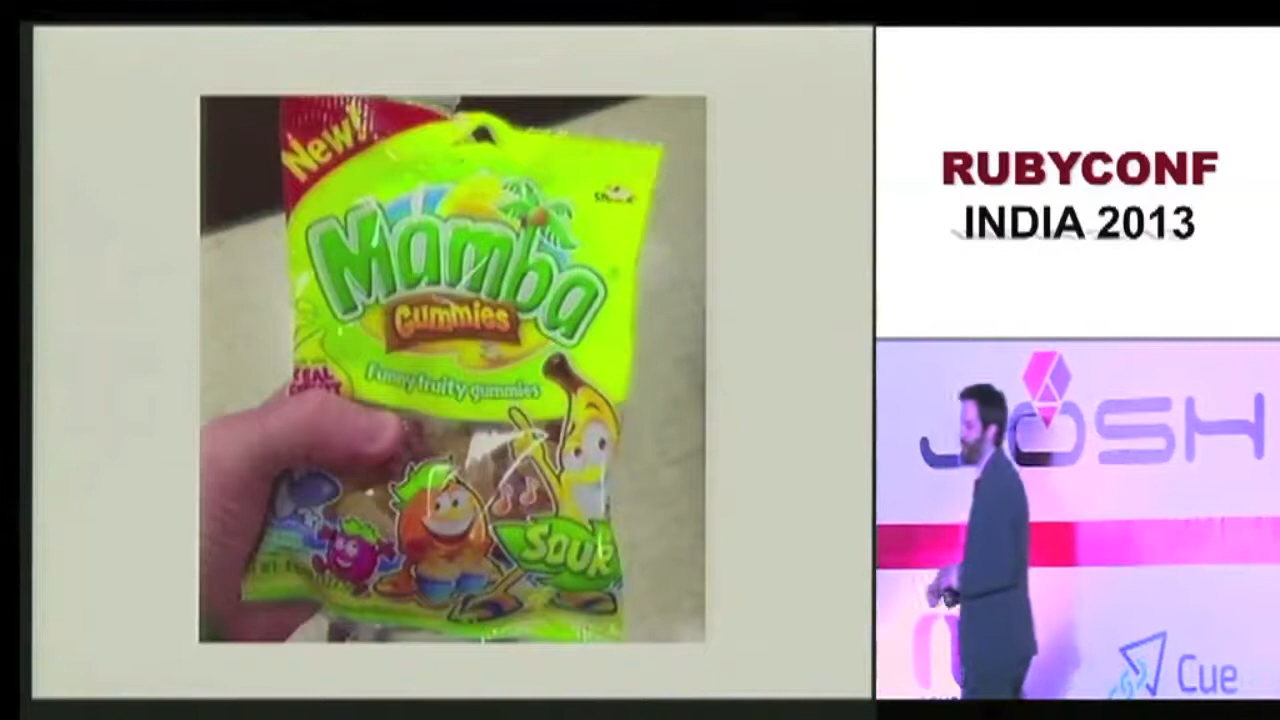 New!
Mamba
Gummies
Funny fruity gummies
SOUR
RUBYCONF
INDIA 2013
JOSH
Cue